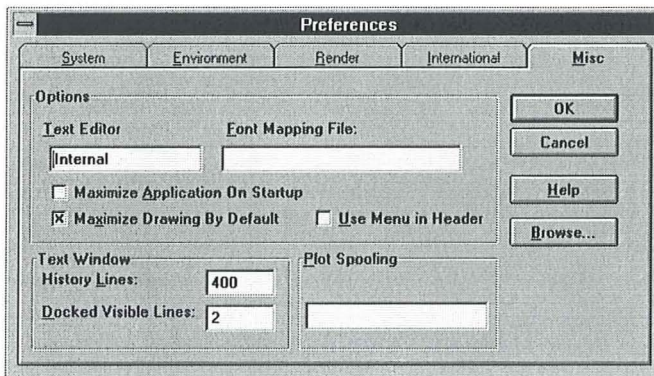 Preferences
System Environment Render International Misc
Options
Text Editor Font Mapping File:
Internal
Maximize Application On Startup
Maximize Drawing By Default Use Menu in Header
OK
Cancel
Help
Browse...
Text Window
History Lines: 400
Docked Visible Lines: 2
Plot Spooling